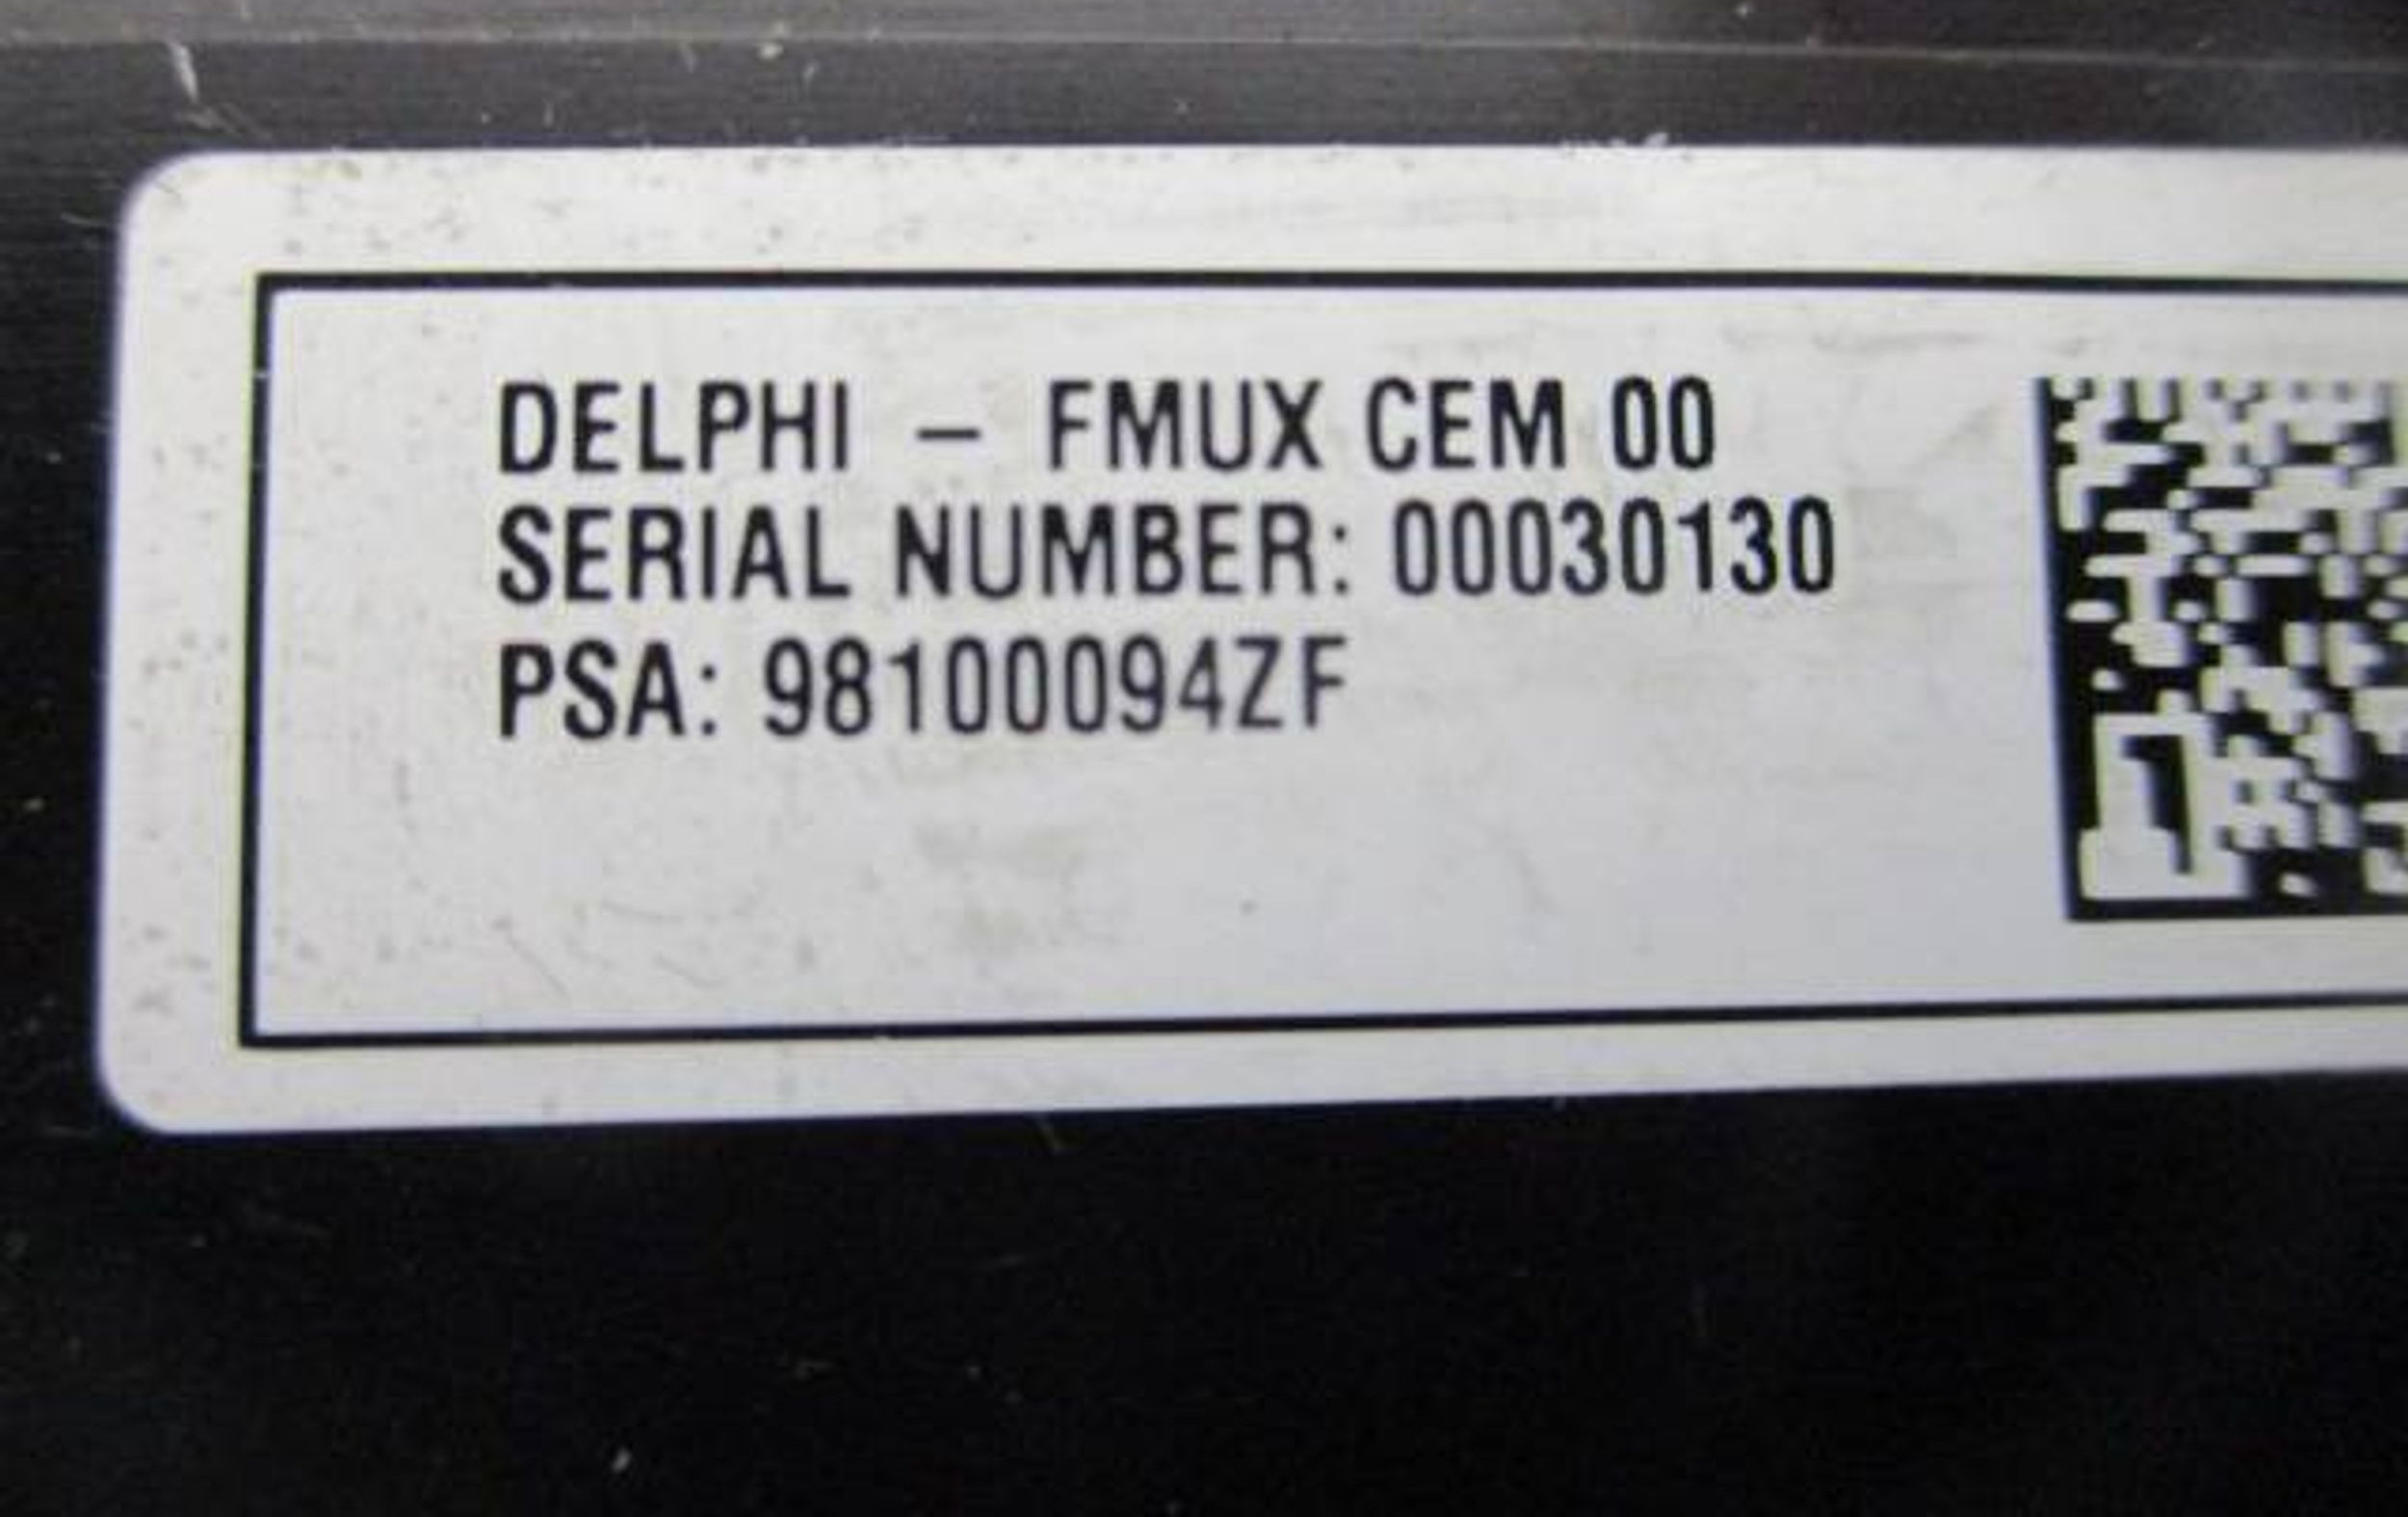 DELPHI – FMUX CEM 00
SERIAL NUMBER: 00030130
PSA: 98100094ZF